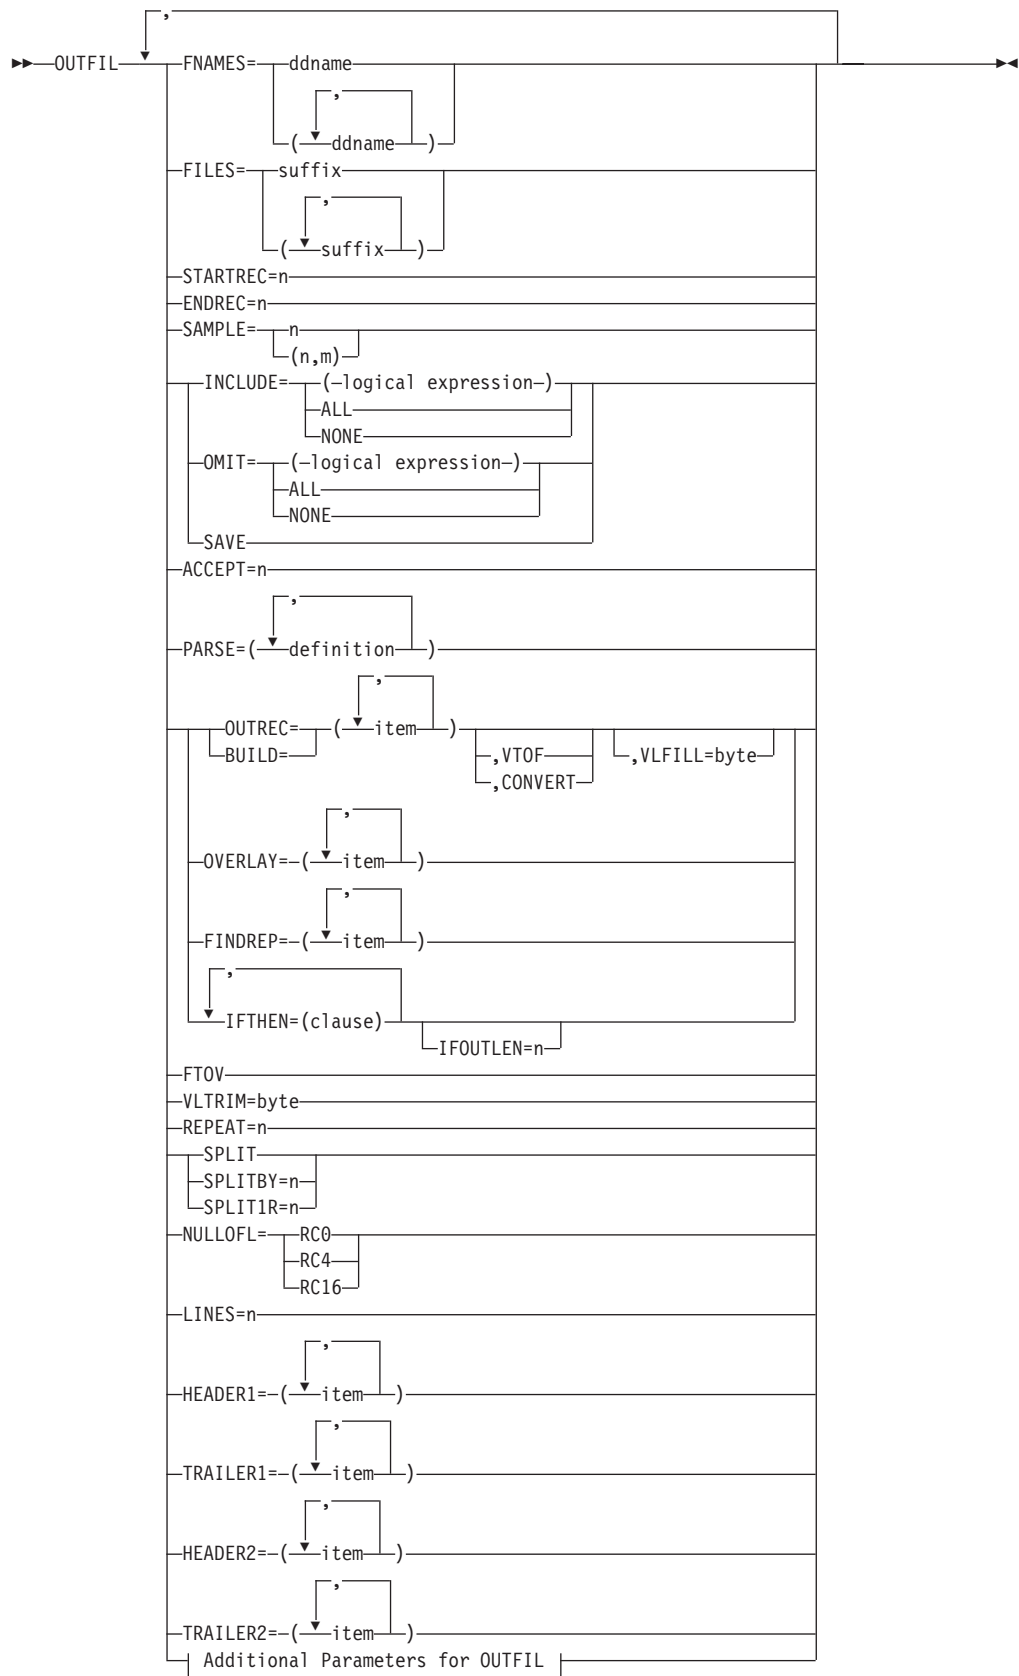 ,
OUTFIL FNAMES= ddname
,
( ddname )
FILES= suffix
,
( suffix )
STARTREC=n
ENDREC=n
SAMPLE= n
(n,m)
INCLUDE= (logical expression)
ALL
NONE
OMIT= (logical expression)
ALL
NONE
SAVE
ACCEPT=n
,
PARSE=( definition )
,
OUTREC= ( item )
BUILD= ,VTOF ,VLFILL=byte
,CONVERT
,
OVERLAY= ( item )
,
FINDREP= ( item )
,
IFTHEN=(clause)
IFOUTLEN=n
FTOV
VLTRIM=byte
REPEAT=n
SPLIT
SPLITBY=n
SPLIT1R=n
NULLOFL= RC0
RC4
RC16
LINES=n
,
HEADER1= ( item )
,
TRAILER1= ( item )
,
HEADER2= ( item )
,
TRAILER2= ( item )
Additional Parameters for OUTFIL